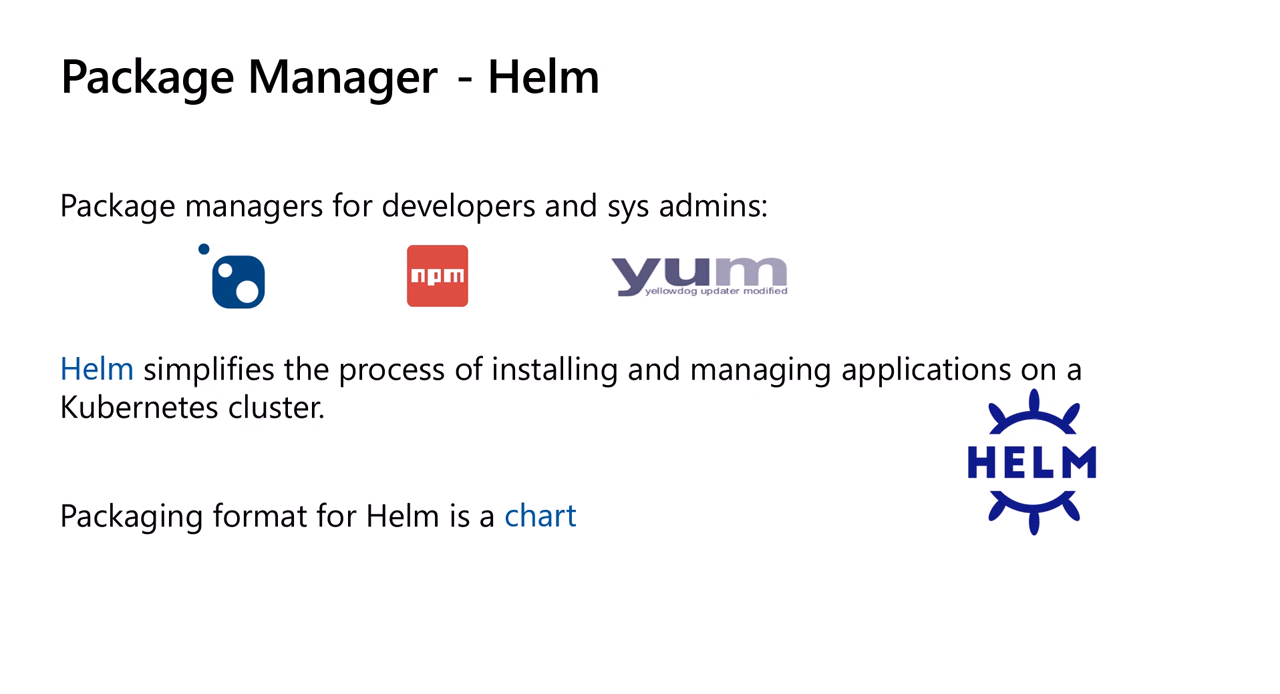 Package Manager - Helm
Package managers for developers and sys admins:
npm
yum
yellowdog updater modified
Helm simplifies the process of installing and managing applications on a
Kubernetes cluster.
HELM
Packaging format for Helm is a chart